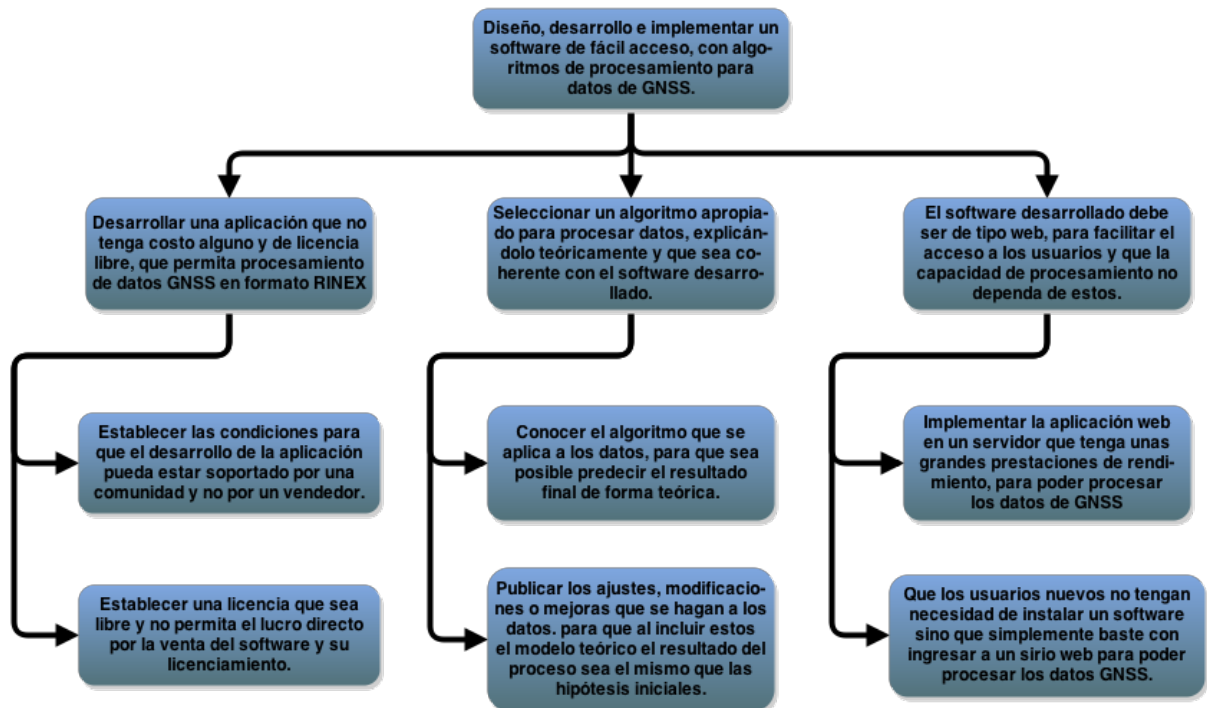 Diseño, desarrollo e implementar un
software de fácil acceso, con algo-
ritmos de procesamiento para
datos de GNSS.
Desarrollar una aplicación que no
tenga costo alguno y de licencia
libre, que permita procesamiento
de datos GNSS en formato RINEX
Seleccionar un algoritmo apropia-
do para procesar datos, explicán-
dolo teóricamente y que sea co-
herente con el software desarro-
llado.
El software desarrollado debe
ser de tipo web, para facilitar el
acceso a los usuarios y que la
capacidad de procesamiento no
dependa de estos.
Establecer las condiciones para
que el desarrollo de la aplicación
pueda estar soportado por una
comunidad y no por un vendedor.
Conocer el algoritmo que se
aplica a los datos, para que sea
posible predecir el resultado
final de forma teórica.
Implementar la aplicación web
en un servidor que tenga unas
grandes prestaciones de rendi-
miento, para poder procesar
los datos de GNSS
Establecer una licencia que sea
libre y no permita el lucro directo
por la venta del software y su
licenciamiento.
Publicar los ajustes, modificacio-
nes o mejoras que se hagan a los
datos. para que al incluir estos
el modelo teórico el resultado del
proceso sea el mismo que las
hipótesis iniciales.
Que los usuarios nuevos no tengan
necesidad de instalar un software
sino que simplemente baste con
ingresar a un sirio web para poder
procesar los datos GNSS.